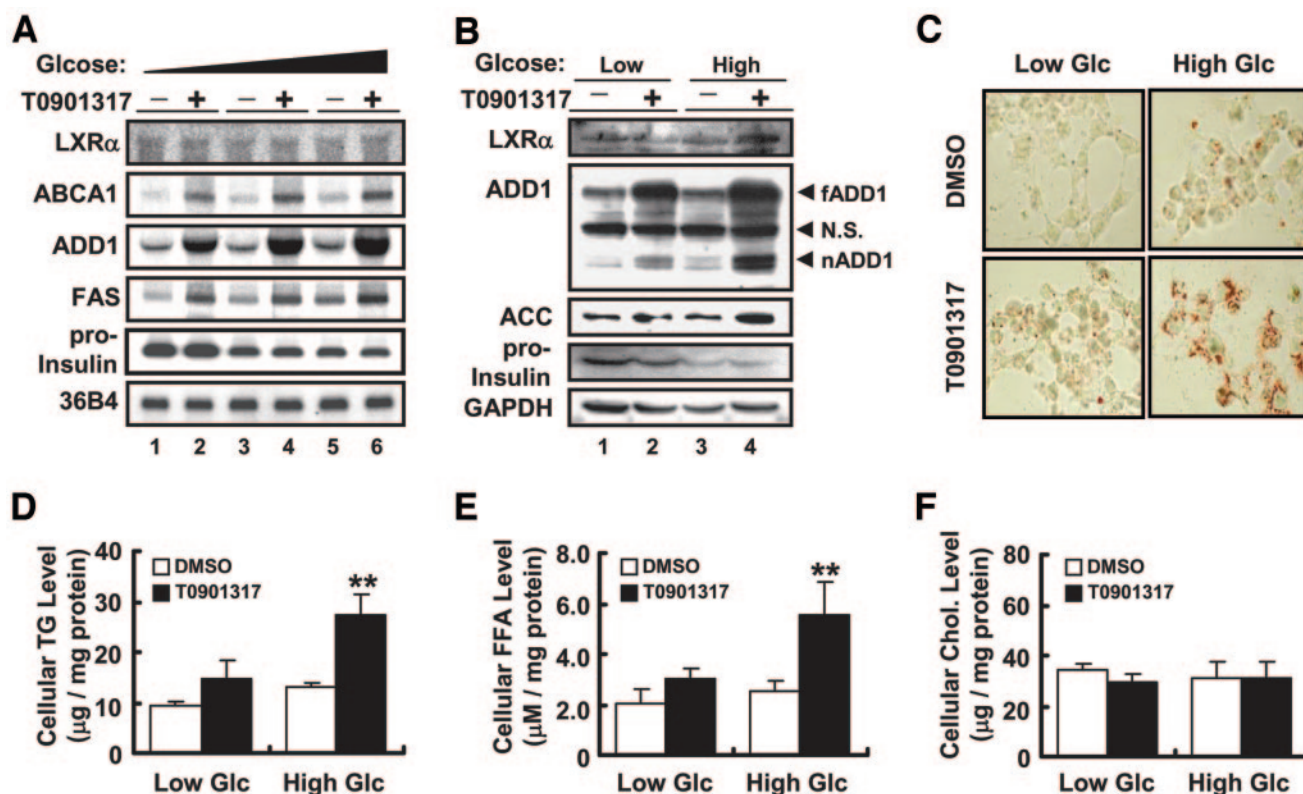 A
Glcose:
T0901317 − + − + − +
LXRα
ABCA1
ADD1
FAS
pro-
Insulin
36B4
1 2 3 4 5 6
B
Glcose: Low High
T0901317 − + − +
LXRα
ADD1
fADD1
N.S.
nADD1
ACC
pro-
Insulin
GAPDH
1 2 3 4
C
Low Glc High Glc
DMSO
T0901317
D
Cellular TG Level
(μg / mg protein)
40
30
20
10
0
DMSO
T0901317
**
Low Glc High Glc
E
Cellular FFA Level
(μM / mg protein)
8.0
6.0
4.0
2.0
0
DMSO
T0901317
**
Low Glc High Glc
F
Cellular Chol. Level
(μg / mg protein)
80
60
40
20
0
DMSO
T0901317
Low Glc High Glc